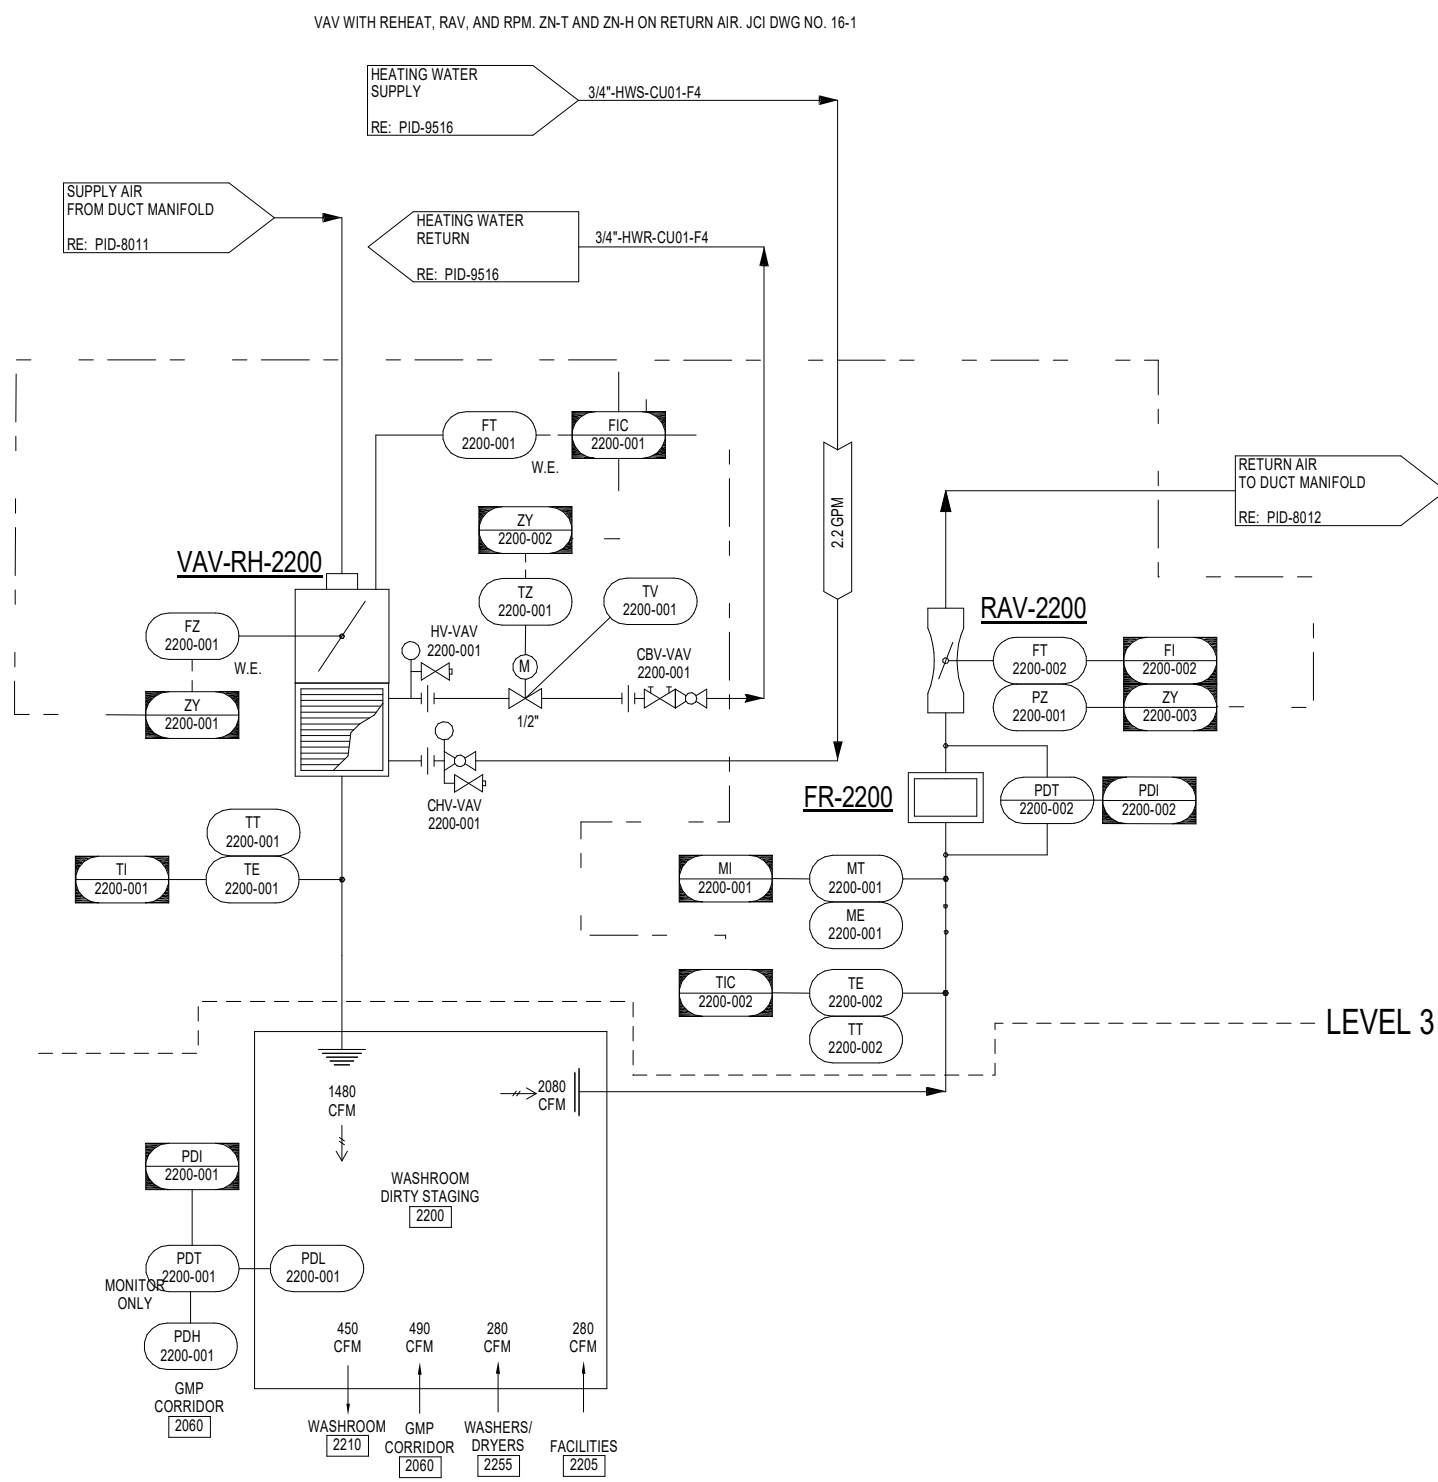 VAV WITH REHEAT, RAV, AND RPM. ZN-T AND ZN-H ON RETURN AIR. JCI DWG NO. 16-1
HEATING WATER
SUPPLY
RE: PID-9516
3/4"-HWS-CU01-F4
SUPPLY AIR
FROM DUCT MANIFOLD
RE: PID-8011
HEATING WATER
RETURN
RE: PID-9516
3/4"-HWR-CU01-F4
FT
2200-001
W.E.
FIC
2200-001
RETURN AIR
TO DUCT MANIFOLD
RE: PID-8012
2.2 GPM
ZY
2200-002
VAV-RH-2200
TZ
2200-001
TV
2200-001
RAV-2200
FZ
2200-001
W.E.
HV-VAV
2200-001
M
CBV-VAV
2200-001
FT
2200-002
FI
2200-002
ZY
2200-001
1/2"
PZ
2200-001
ZY
2200-003
CHV-VAV
2200-001
FR-2200
PDT
2200-002
PDI
2200-002
TT
2200-001
TI
2200-001
TE
2200-001
MI
2200-001
MT
2200-001
ME
2200-001
TIC
2200-002
TE
2200-002
TT
2200-002
LEVEL 3
1480
CFM
2080
CFM
PDI
2200-001
WASHROOM
DIRTY STAGING
2200
PDT
2200-001
PDL
2200-001
MONITOR
ONLY
PDH
2200-001
GMP
CORRIDOR
2060
450
CFM
490
CFM
280
CFM
280
CFM
WASHROOM
2210
GMP
CORRIDOR
2060
WASHERS/
DRYERS
2255
FACILITIES
2205